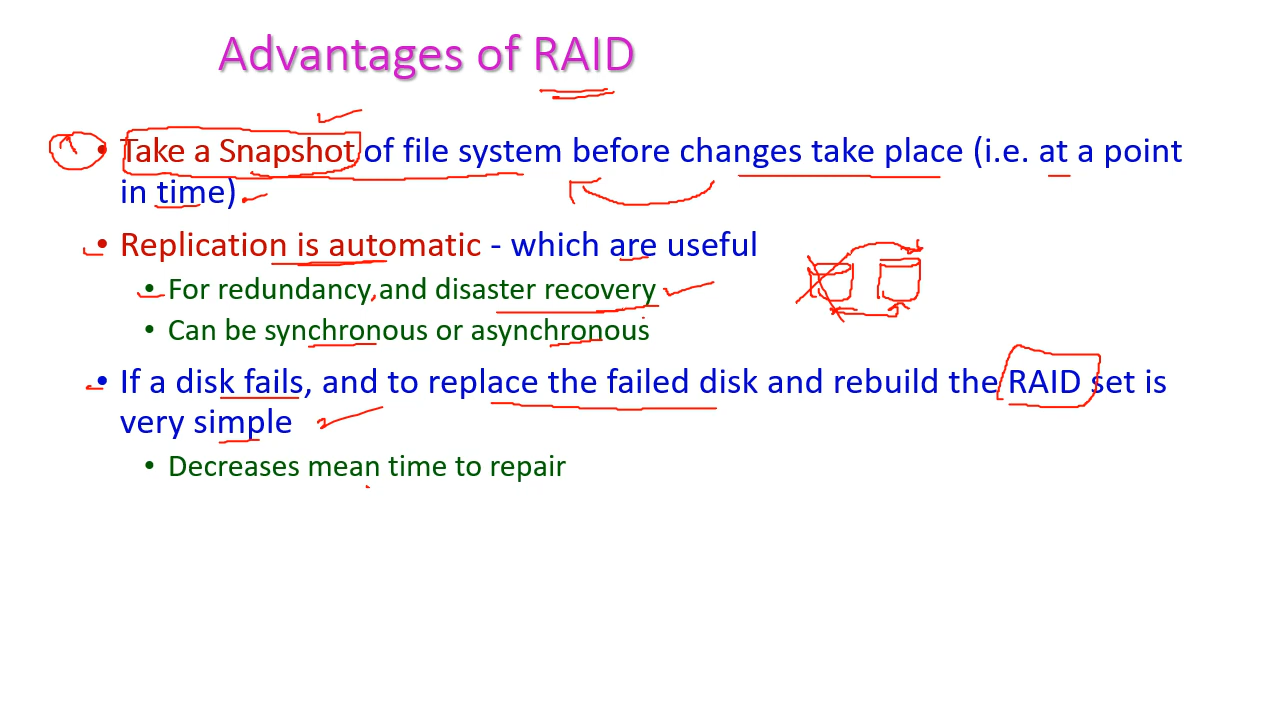 Advantages of RAID
• Take a Snapshot of file system before changes take place (i.e. at a point
in time).
• Replication is automatic - which are useful
• For redundancy, and disaster recovery
• Can be synchronous or asynchronous
• If a disk fails, and to replace the failed disk and rebuild the RAID set is
very simple
• Decreases mean time to repair